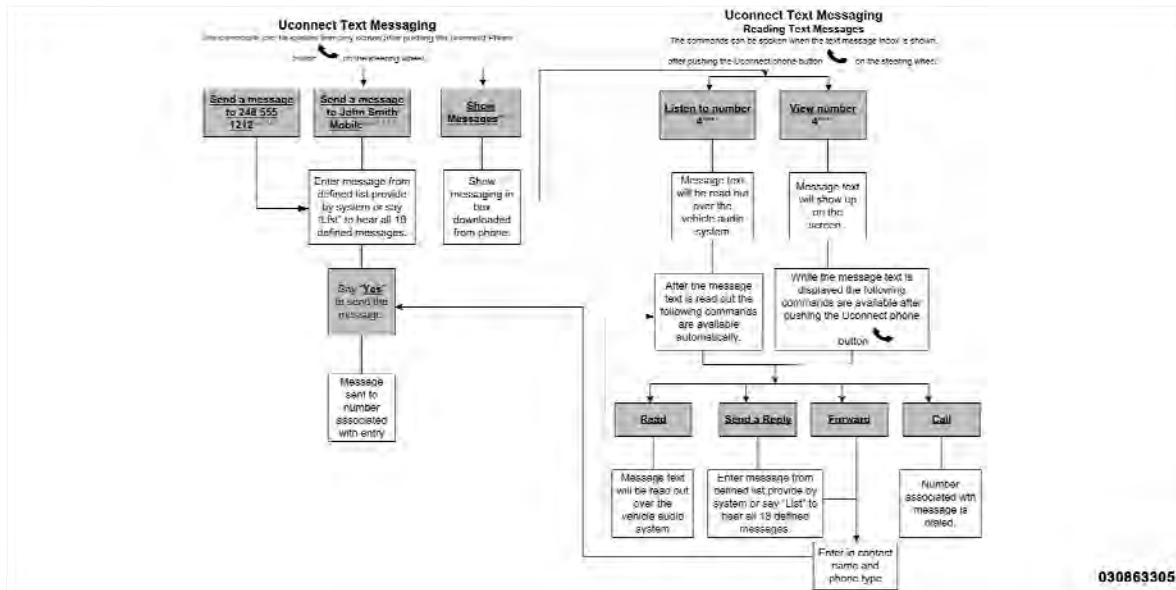 Uconnect Text Messaging
button on the steering wheel.
Send a message
to 248 555
1212
Send a message
to John Smith
Mobile
Show
Messages
Enter message from
defined list provide
by system or say
"List" to hear all 18
defined messages.
Show
messaging in
box
downloaded
from phone.
Say "Yes"
to send the
message.
Message
sent to
number
associated
with entry
Uconnect Text Messaging
Reading Text Messages
The commands can be spoken when the text message inbox is shown,
after pushing the Uconnect phone button on the steering wheel.
Listen to number
4
View number
4
Message text
will be read out
over the
vehicle audio
system
Message text
will show up
on the
screen.
After the message
text is read out the
following commands
are available
automatically.
While the message text is
displayed the following
commands are available after
pushing the Uconnect phone
button
Read
Send a Reply
Forward
Call
Message text
will be read out
over the
vehicle audio
system
Enter message from
defined list provide by
system or say "List" to
hear all 18 defined
messages.
Number
associated with
message is
dialed.
Enter in contact
name and
phone type
030863305